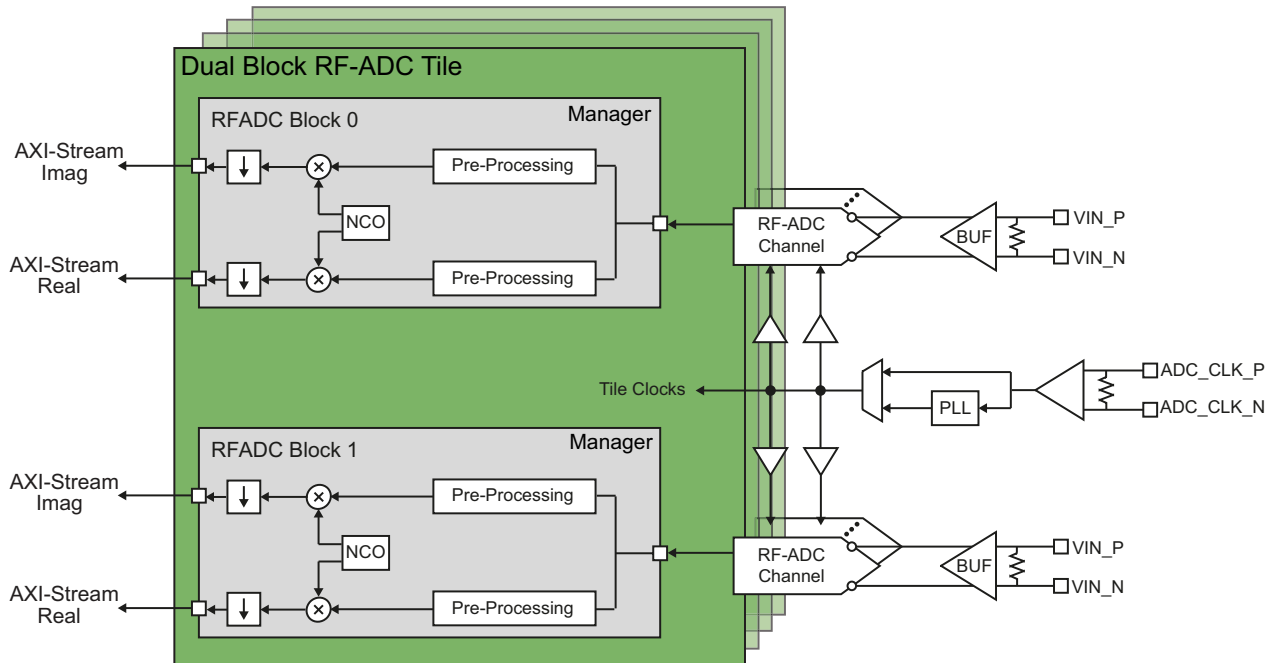 Dual Block RF-ADC Tile
RFADC Block 0
Manager
AXI-Stream
Imag
Pre-Processing
NCO
AXI-Stream
Real
Pre-Processing
RF-ADC
Channel
BUF
VIN_P
VIN_N
Tile Clocks
PLL
ADC_CLK_P
ADC_CLK_N
RFADC Block 1
Manager
AXI-Stream
Imag
Pre-Processing
NCO
AXI-Stream
Real
Pre-Processing
RF-ADC
Channel
BUF
VIN_P
VIN_N